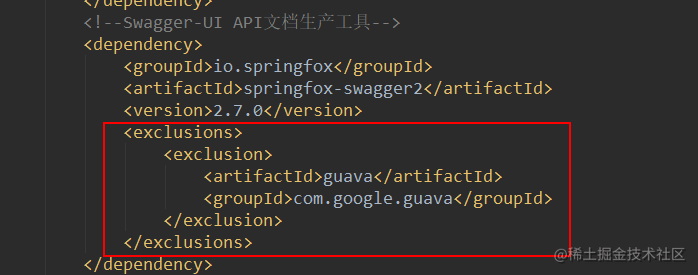 </dependency>
<!--Swagger-UI API文档生产工具-->
<dependency>
<groupId>io.springfox</groupId>
<artifactId>springfox-swagger2</artifactId>
<version>2.7.0</version>
<exclusions>
<exclusion>
<artifactId>guava</artifactId>
<groupId>com.google.guava</groupId>
</exclusion>
</exclusions>
</dependency>
@稀土掘金技术社区